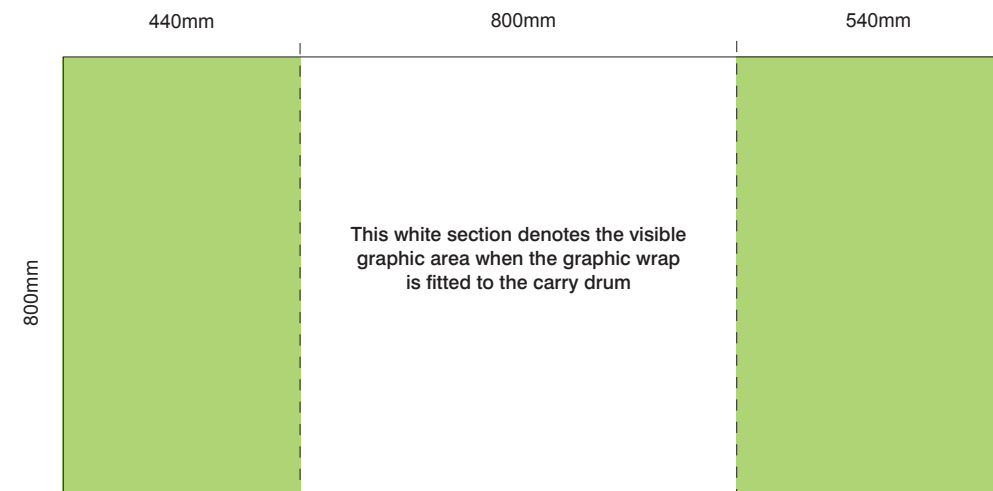 440mm
800mm
540mm
800mm
This white section denotes the visible
graphic area when the graphic wrap
is fitted to the carry drum